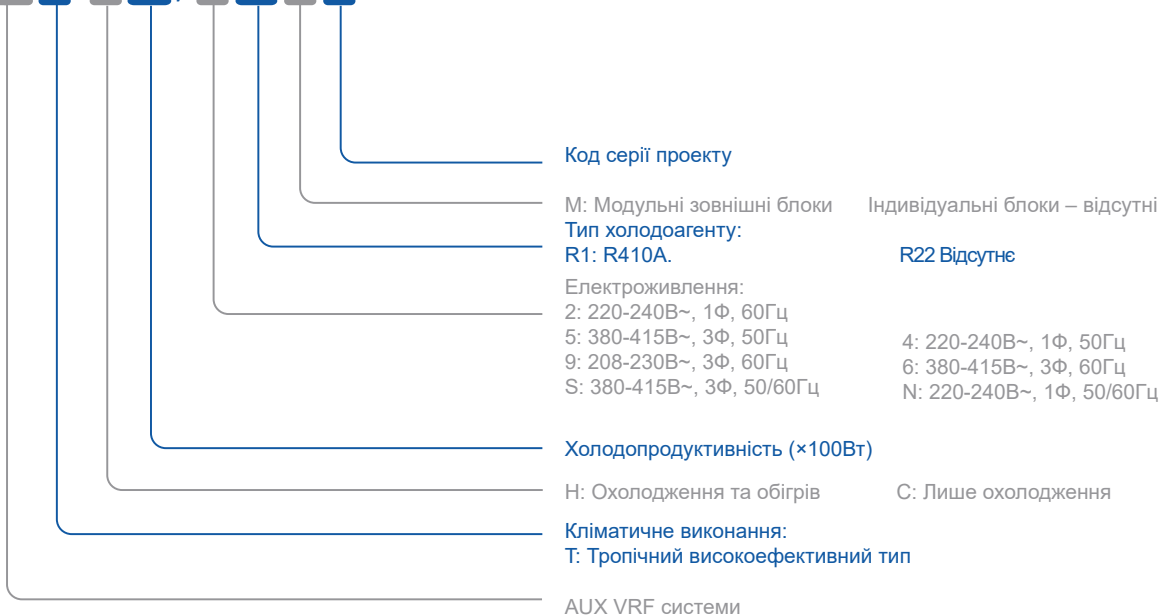 Код серії проекту
М: Модульні зовнішні блоки Індивідуальні блоки – відсутні
Тип холодоагенту:
R1: R410A. R22 Відсутнє
Електроживлення:
2: 220-240В~, 1Ф, 60Гц
5: 380-415В~, 3Ф, 50Гц
4: 220-240В~, 1Ф, 50Гц
9: 208-230В~, 3Ф, 60Гц
6: 380-415В~, 3Ф, 60Гц
S: 380-415В~, 3Ф, 50/60Гц
N: 220-240В~, 1Ф, 50/60Гц
Холодопродуктивність (×100Вт)
Н: Охолодження та обігрів С: Лише охолодження
Кліматичне виконання:
Т: Тропічний високоефективний тип
AUX VRF системи